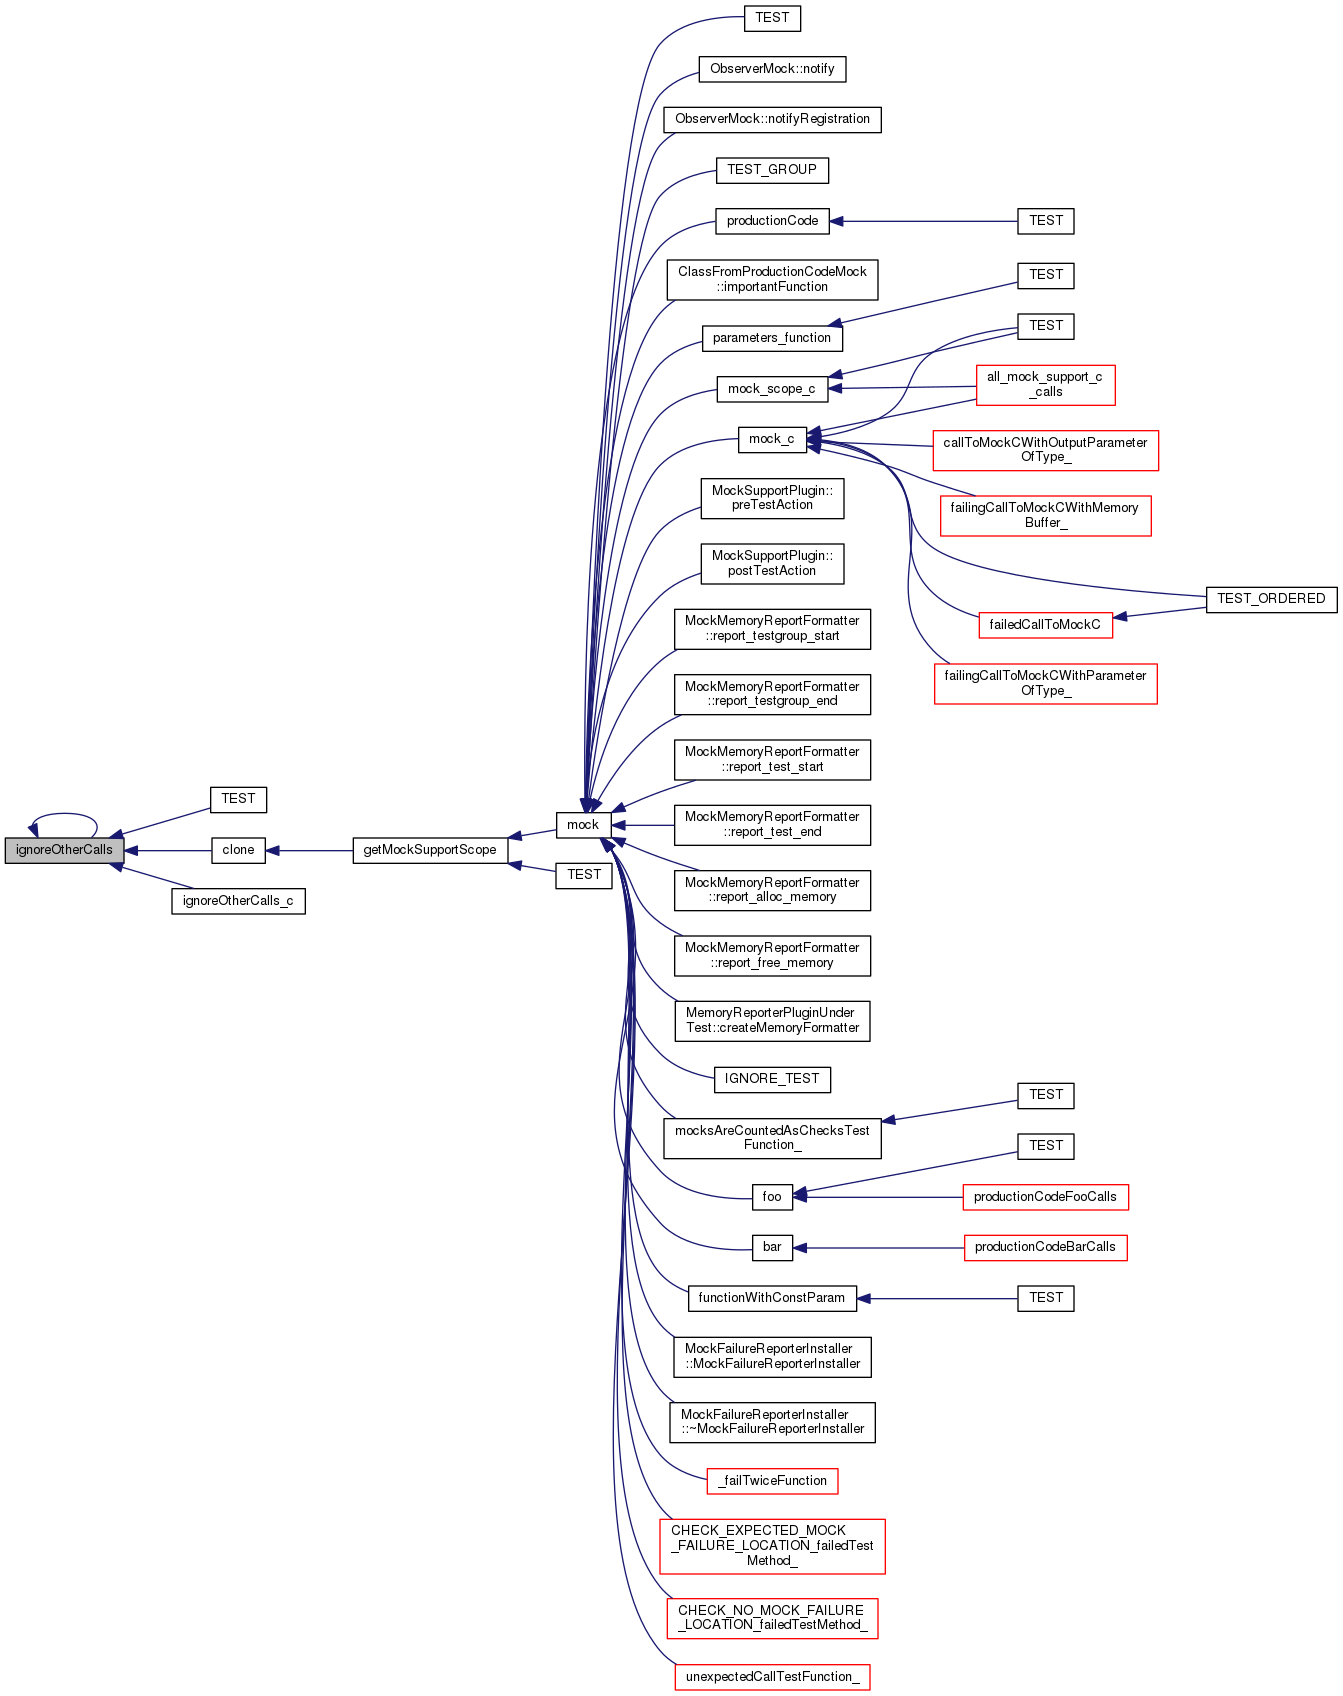 TEST
ObserverMock::notify
ObserverMock::notifyRegistration
TEST_GROUP
productionCode
TEST
ClassFromProductionCodeMock
::importantFunction
TEST
parameters_function
TEST
mock_scope_c
all_mock_support_c
_calls
mock_c
callToMockCWithOutputParameter
OfType_
MockSupportPlugin::
preTestAction
failingCallToMockCWithMemory
Buffer_
MockSupportPlugin::
postTestAction
TEST_ORDERED
MockMemoryReportFormatter
::report_testgroup_start
failedCallToMockC
MockMemoryReportFormatter
::report_testgroup_end
failingCallToMockCWithParameter
OfType_
MockMemoryReportFormatter
::report_test_start
TEST
mock
MockMemoryReportFormatter
::report_test_end
ignoreOtherCalls
clone
getMockSupportScope
TEST
MockMemoryReportFormatter
::report_alloc_memory
ignoreOtherCalls_c
MockMemoryReportFormatter
::report_free_memory
MemoryReporterPluginUnder
Test::createMemoryFormatter
IGNORE_TEST
TEST
mocksAreCountedAsChecksTest
Function_
TEST
foo
productionCodeFooCalls
bar
productionCodeBarCalls
functionWithConstParam
TEST
MockFailureReporterInstaller
::MockFailureReporterInstaller
MockFailureReporterInstaller
::~MockFailureReporterInstaller
_failTwiceFunction
CHECK_EXPECTED_MOCK
_FAILURE_LOCATION_failedTest
Method_
CHECK_NO_MOCK_FAILURE
_LOCATION_failedTestMethod_
unexpectedCallTestFunction_